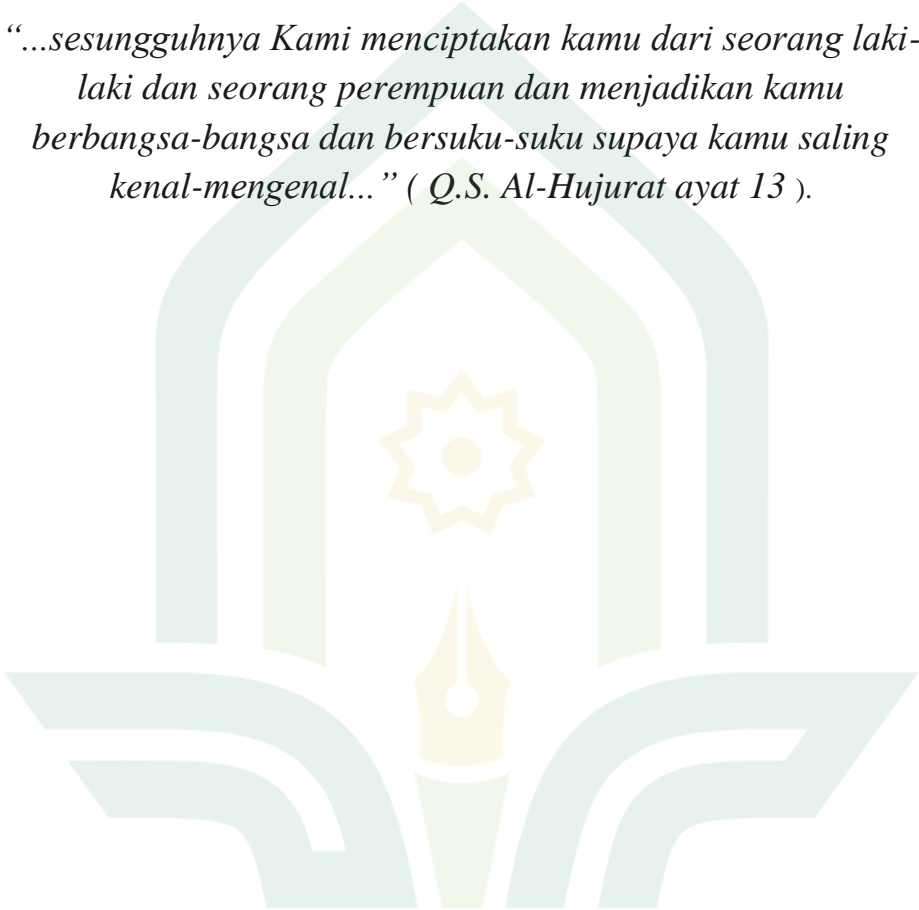 “...sesungguhnya Kami menciptakan kamu dari seorang laki-
laki dan seorang perempuan dan menjadikan kamu
berbangsa-bangsa dan bersuku-suku supaya kamu saling
kenal-mengenal...” ( Q.S. Al-Hujurat ayat 13 ).